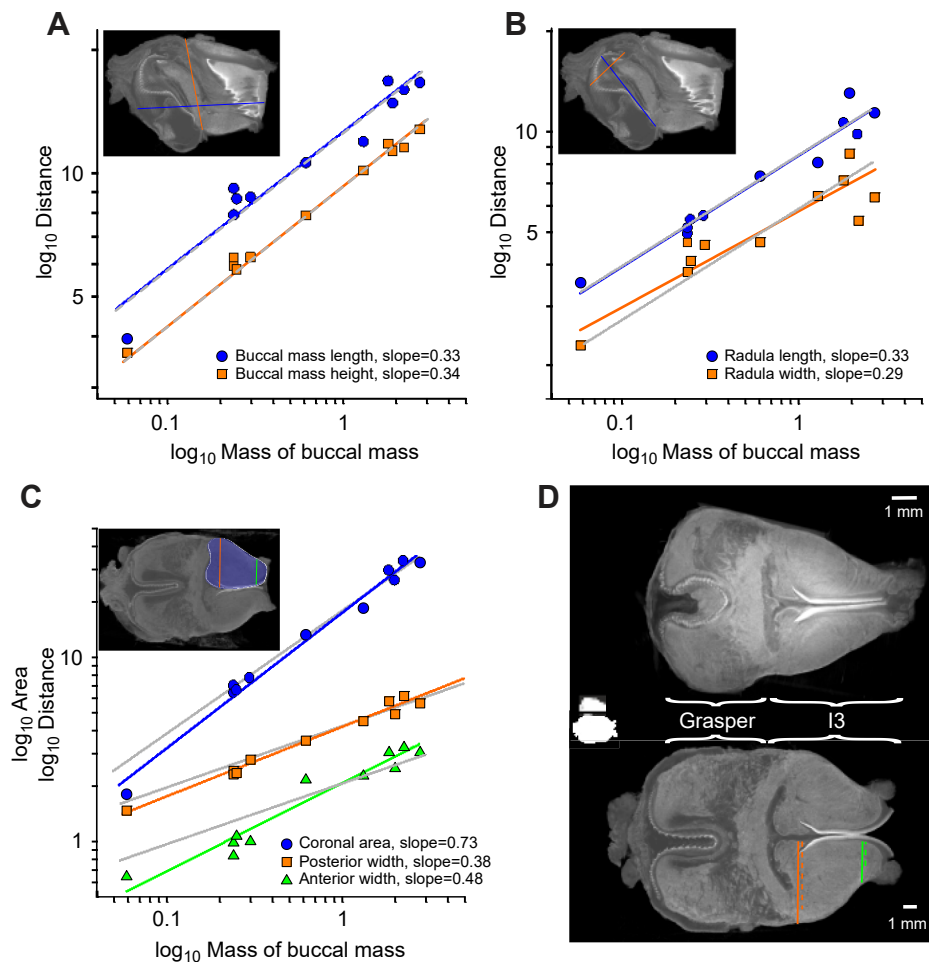 A
log10 Distance
10
5
0.1
1
Buccal mass length, slope=0.33
Buccal mass height, slope=0.34
log10 Mass of buccal mass
B
log10 Distance
10
5
0.1
1
Radula length, slope=0.33
Radula width, slope=0.29
log10 Mass of buccal mass
C
log10 Area
log10 Distance
10
1
0.1
1
Coronal area, slope=0.73
Posterior width, slope=0.38
Anterior width, slope=0.48
log10 Mass of buccal mass
D
1 mm
Grasper
I3
1 mm